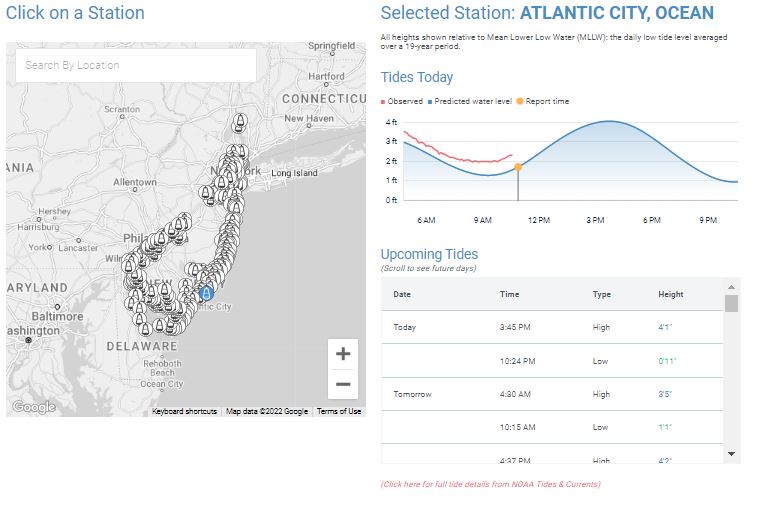 Click on a Station
Search By Location
Springfield
Hartford
CONNECTICU
Scranton
New Haven
ANIA
Long Island
Allentown
Hershey
Harrisburg
York
Lancaster
ARYLAND
Baltimore
ashington
ntic City
DELAWARE
Rehoboth
Beach
Ocean City
+
−
Google
Keyboard shortcuts
Map data ©2022 Google
Terms of Use
Selected Station: ATLANTIC CITY, OCEAN
All heights shown relative to Mean Lower Low Water (MLLW): the daily low tide level averaged
over a 19-year period.
Tides Today
Observed Predicted water level Report time
4 ft
3 ft
2 ft
1 ft
0 ft
6 AM 9 AM 12 PM 3 PM 6 PM 9 PM
Upcoming Tides
(Scroll to see future days)
Date Time Type Height
Today 3:45 PM High 4'1"
10:24 PM Low 0'11"
Tomorrow 4:30 AM High 3'5"
10:15 AM Low 1'1"
4:37 PM High 4'2"
(Click here for full tide details from NOAA Tides & Currents)